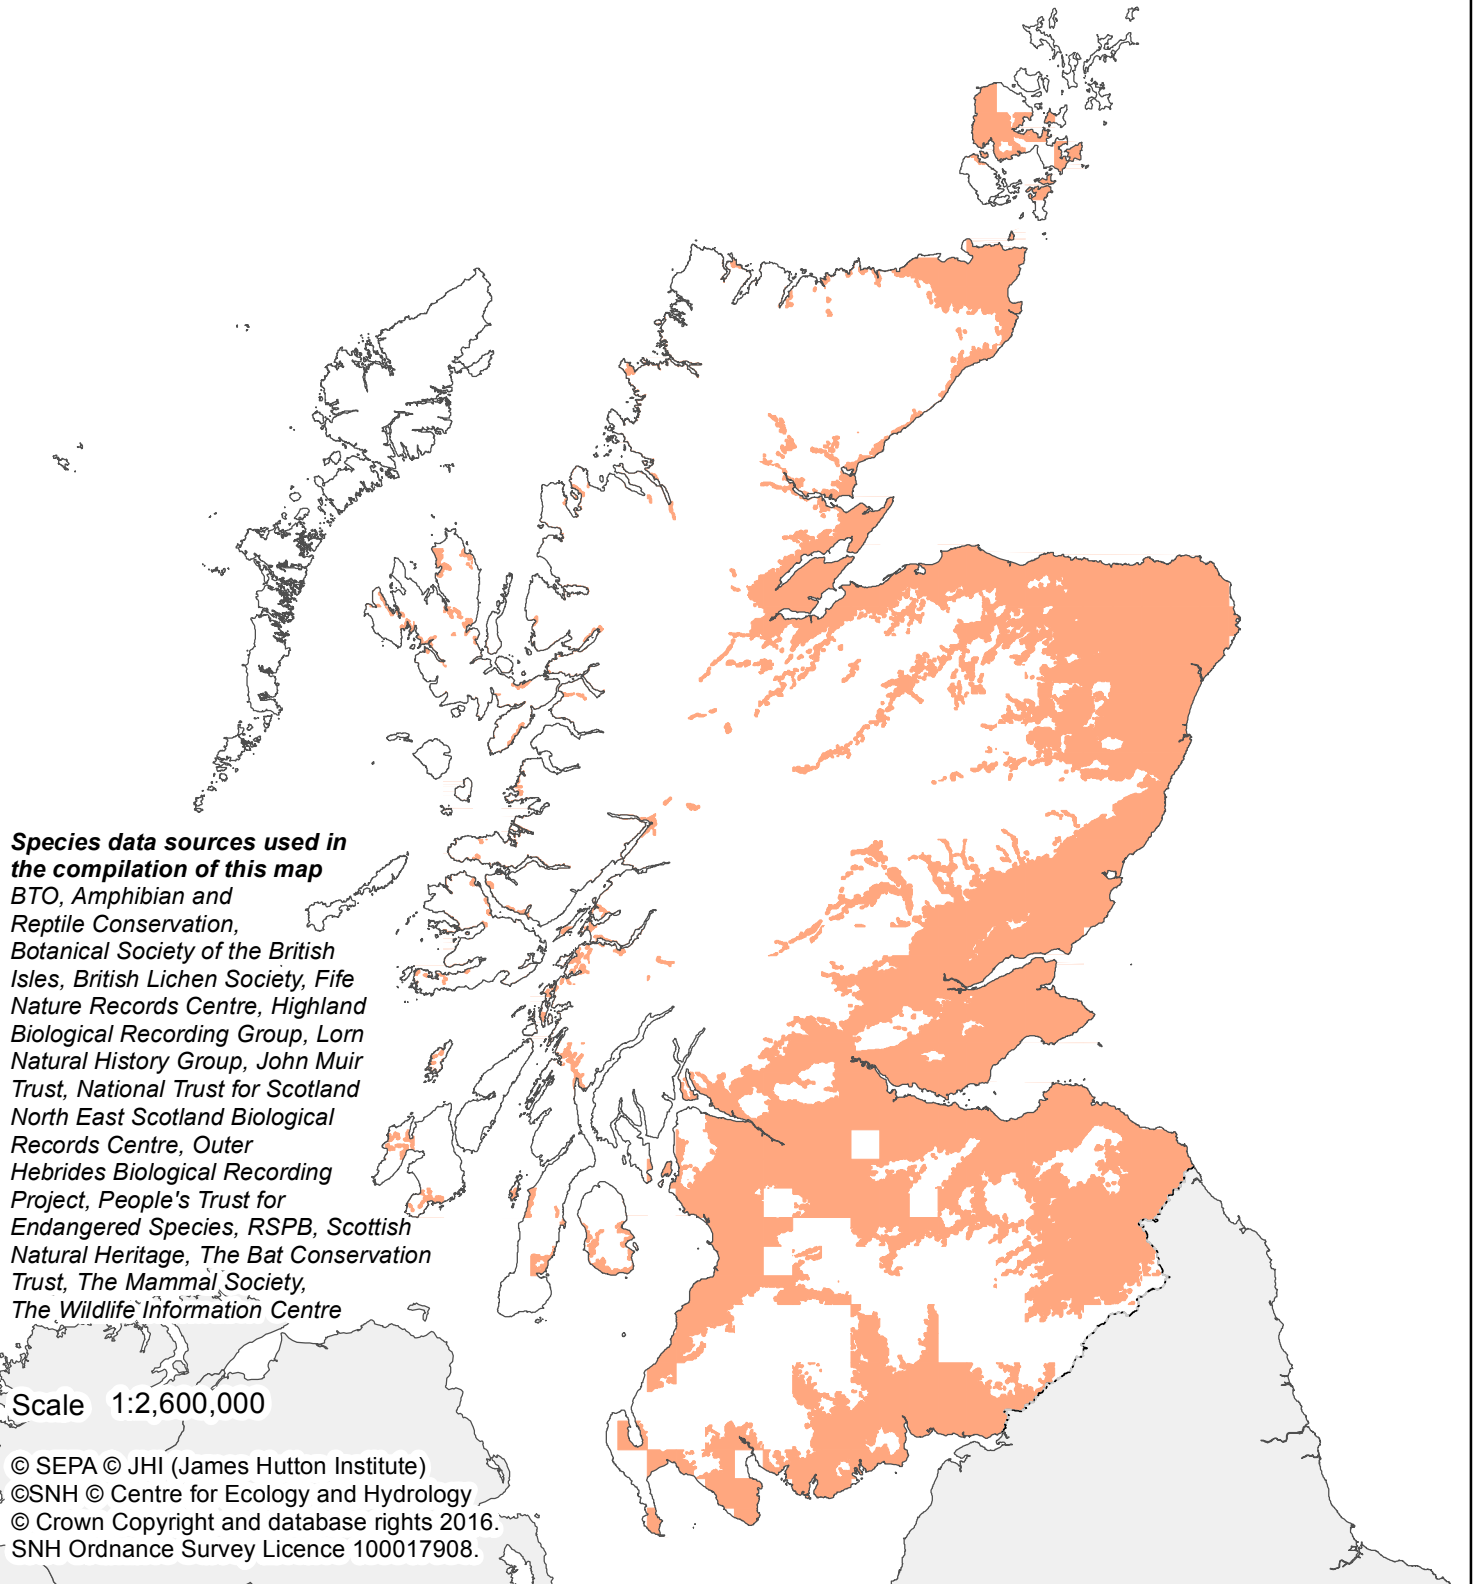 Species data sources used in
the compilation of this map
BTO, Amphibian and
Reptile Conservation,
Botanical Society of the British
Isles, British Lichen Society, Fife
Nature Records Centre, Highland
Biological Recording Group, Lorn
Natural History Group, John Muir
Trust, National Trust for Scotland
North East Scotland Biological
Records Centre, Outer
Hebrides Biological Recording
Project, People's Trust for
Endangered Species, RSPB, Scottish
Natural Heritage, The Bat Conservation
Trust, The Mammal Society,
The Wildlife Information Centre
Scale 1:2,600,000
© SEPA © JHI (James Hutton Institute)
©SNH © Centre for Ecology and Hydrology
© Crown Copyright and database rights 2016.
SNH Ordnance Survey Licence 100017908.